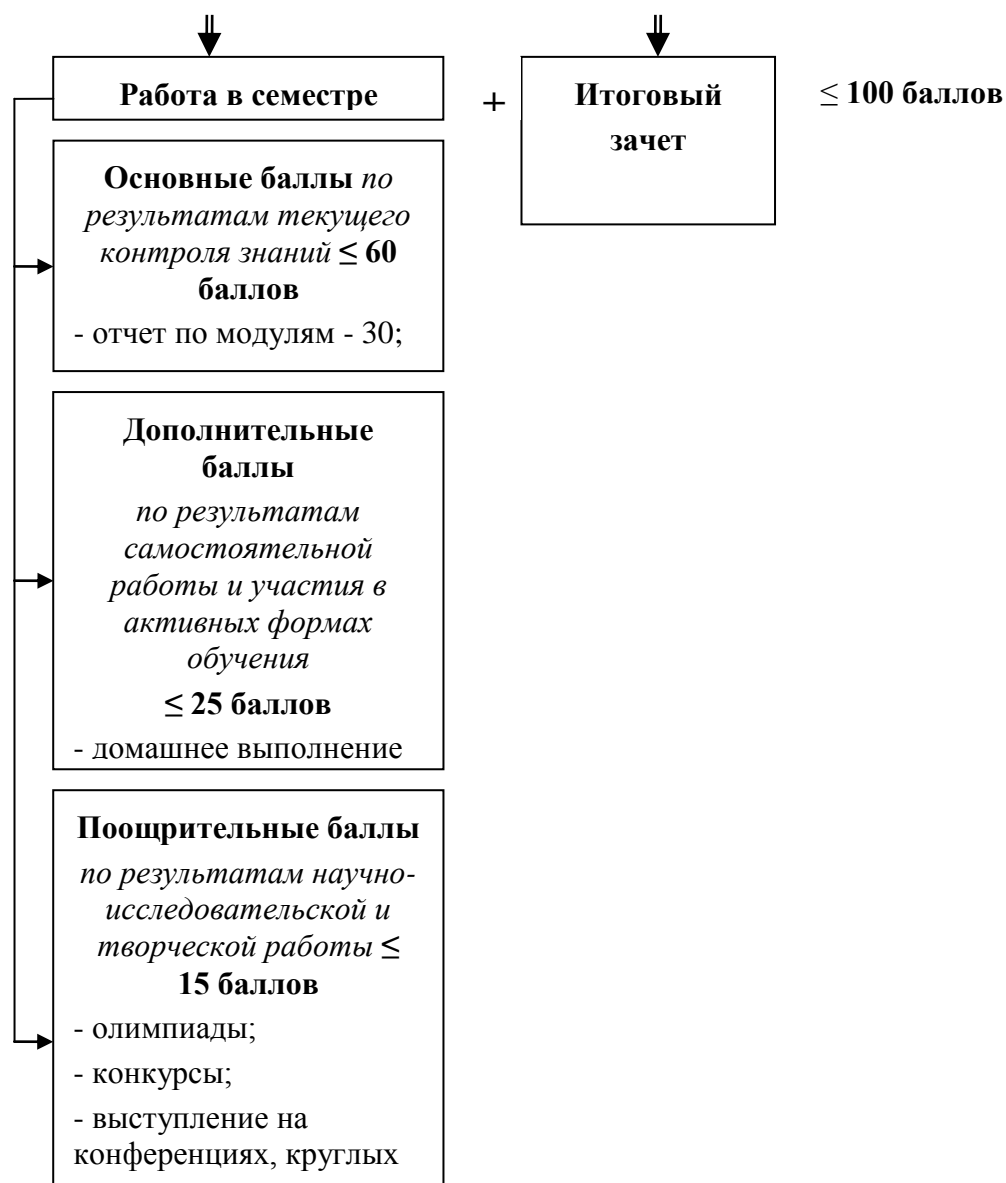 Работа в семестре
+
Итоговый
зачет
≤ 100 баллов
Основные баллы по
результатам текущего
контроля знаний ≤ 60
баллов
- отчет по модулям - 30;
Дополнительные
баллы
по результатам
самостоятельной
работы и участия в
активных формах
обучения
≤ 25 баллов
- домашнее выполнение
Поощрительные баллы
по результатам научно-
исследовательской и
творческой работы ≤
15 баллов
- олимпиады;
- конкурсы;
- выступление на
конференциях, круглых